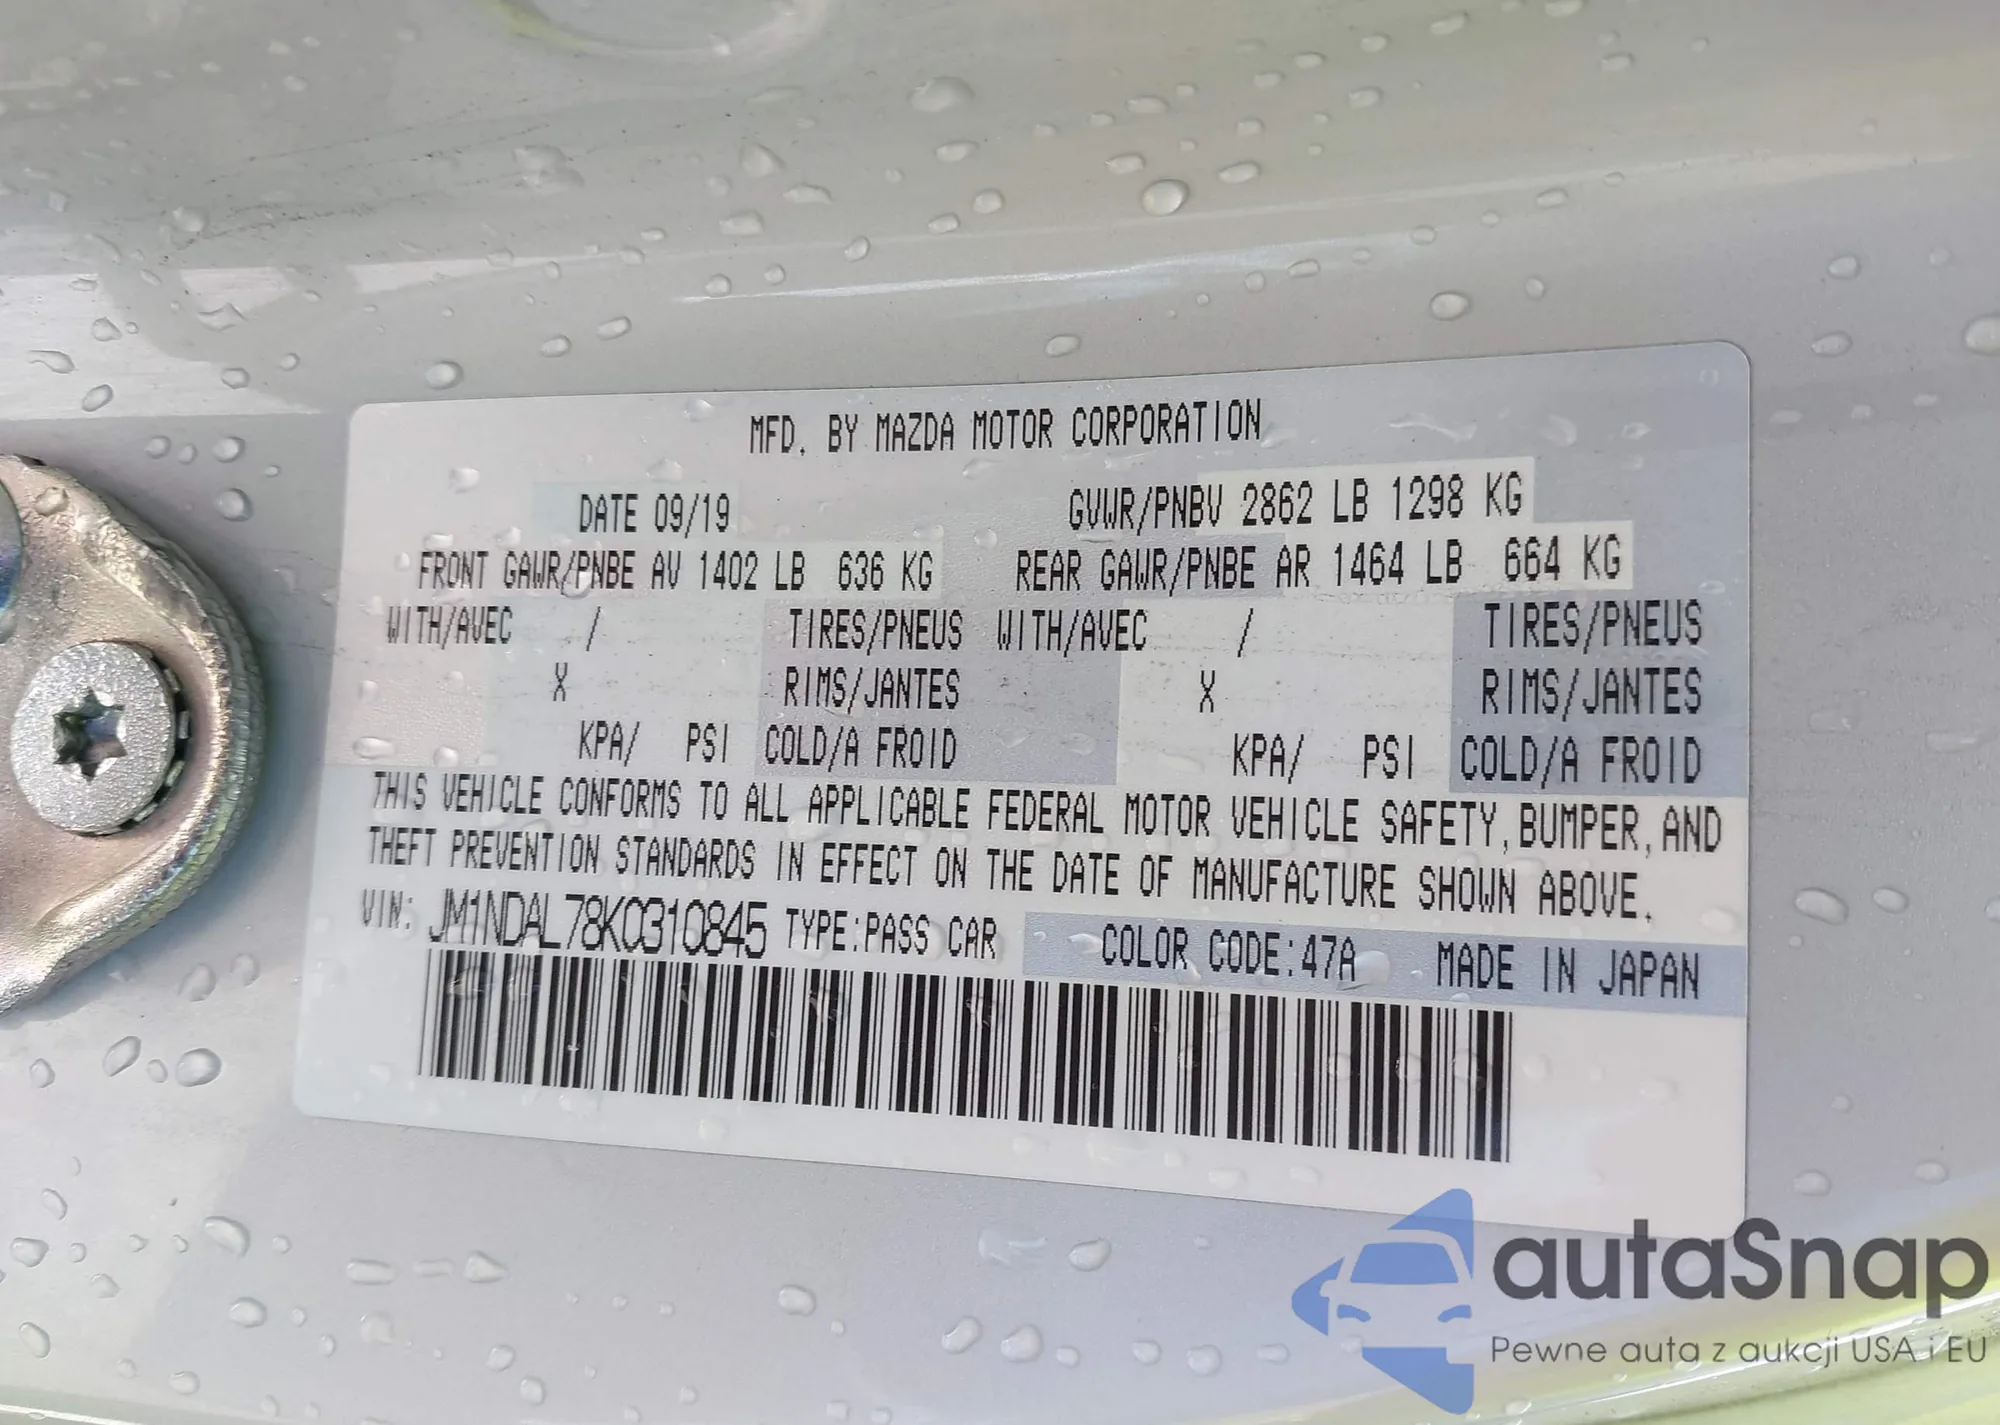 MFD. BY MAZDA MOTOR CORPORATION
DATE 09/19 GVWR/PNBV 2862 LB 1298 KG
FRONT GAWR/PNBE AV 1402 LB 636 KG REAR GAWR/PNBE AR 1464 LB 664 KG
WITH/AVEC / TIRES/PNEUS WITH/AVEC / TIRES/PNEUS
X RIMS/JANTES X RIMS/JANTES
KPA/ PSI COLD/A FROID KPA/ PSI COLD/A FROID
THIS VEHICLE CONFORMS TO ALL APPLICABLE FEDERAL MOTOR VEHICLE SAFETY, BUMPER, AND
THEFT PREVENTION STANDARDS IN EFFECT ON THE DATE OF MANUFACTURE SHOWN ABOVE.
VIN: JM1NDAL78K0310845 TYPE:PASS CAR COLOR CODE:47A MADE IN JAPAN
autaSnap
Pewne auta z aukcji USA i EU